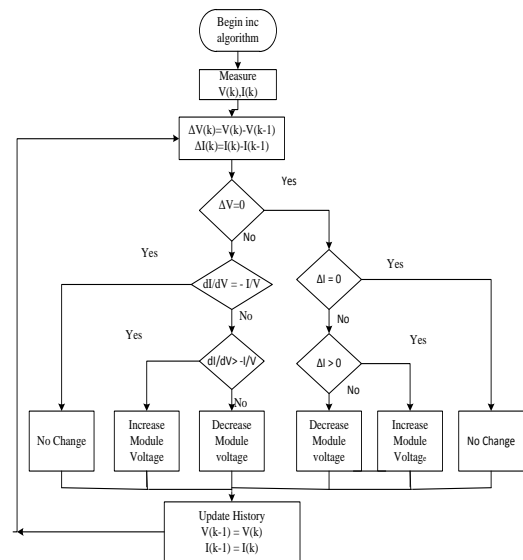 Begin inc
algorithm
Measure
V(k),I(k)
ΔV(k)=V(k)-V(k-1)
ΔI(k)=I(k)-I(k-1)
Yes
ΔV=0
No
Yes
Yes
dI/dV = - I/V
ΔI = 0
No
No
Yes
Yes
dI/dV> -I/V
ΔI > 0
No
No
No Change
Increase
Module
Voltage
Decrease
Module
voltage
Decrease
Module
voltage
Increase
Module
Voltage
No Change
Update History
V(k-1) = V(k)
I(k-1) = I(k)